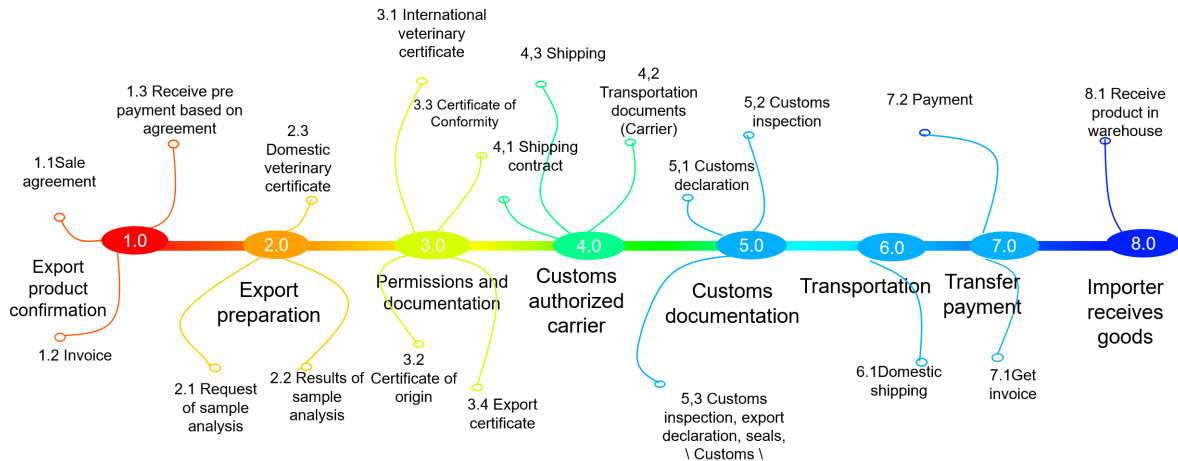 3.1 International
veterinary
certificate
4,3 Shipping
1.3 Receive pre
payment based on
agreement
3.3 Certificate of
Conformity
4,2
Transportation
documents
(Carrier)
5,2 Customs
inspection
7.2 Payment
8.1 Receive
product in
warehouse
1.1Sale
agreement
2.3
Domestic
veterinary
certificate
4,1 Shipping
contract
5,1 Customs
declaration
1.0
2.0
3.0
4.0
5.0
6.0
7.0
8.0
Export
product
confirmation
Export
preparation
Permissions and
documentation
Customs
authorized
carrier
Customs
documentation
Transportation
Transfer
payment
Importer
receives
goods
1.2 Invoice
2.1 Request
of sample
analysis
2.2 Results of
sample
analysis
3.2
Certificate of
origin
3.4 Export
certificate
5,3 Customs
inspection, export
declaration, seals,
\ Customs \
6.1Domestic
shipping
7.1Get
invoice